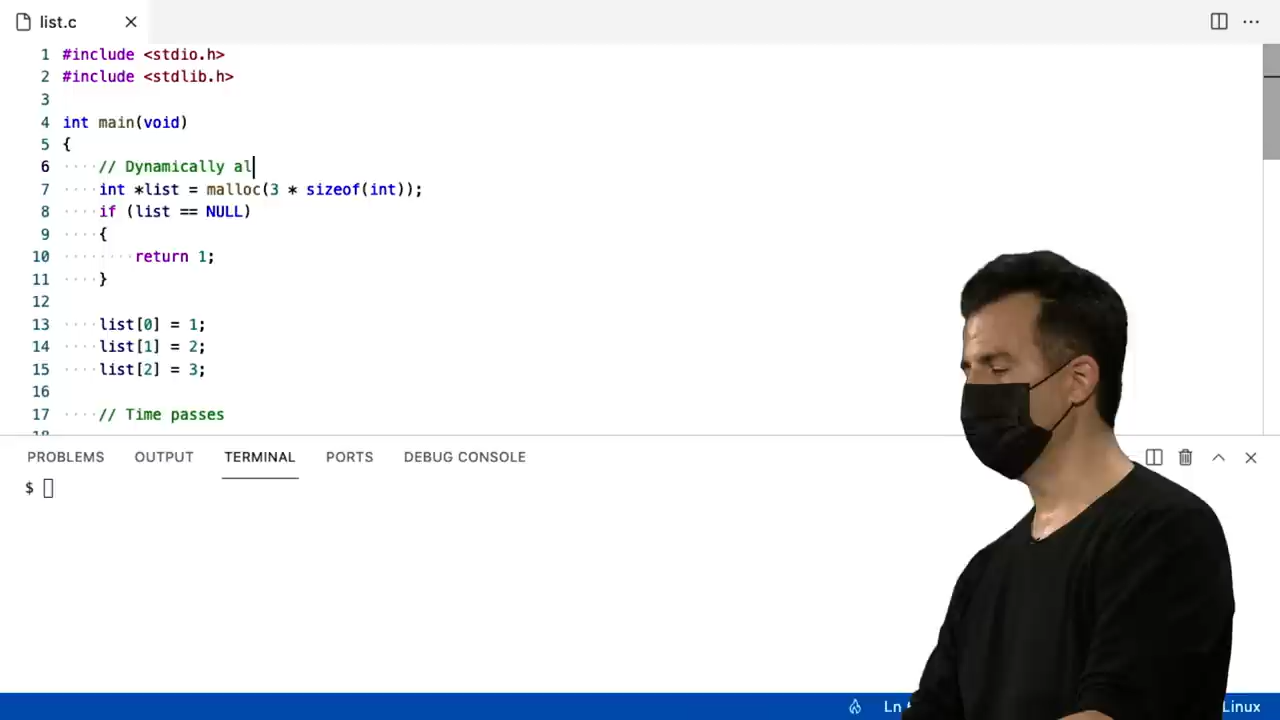 list.c
1 #include <stdio.h>
2 #include <stdlib.h>
3
4 int main(void)
5 {
6 // Dynamically al
7 int *list = malloc(3 * sizeof(int));
8 if (list == NULL)
9 {
10 return 1;
11 }
12
13 list[0] = 1;
14 list[1] = 2;
15 list[2] = 3;
16
17 // Time passes
PROBLEMS OUTPUT TERMINAL PORTS DEBUG CONSOLE
$
Ln Linux